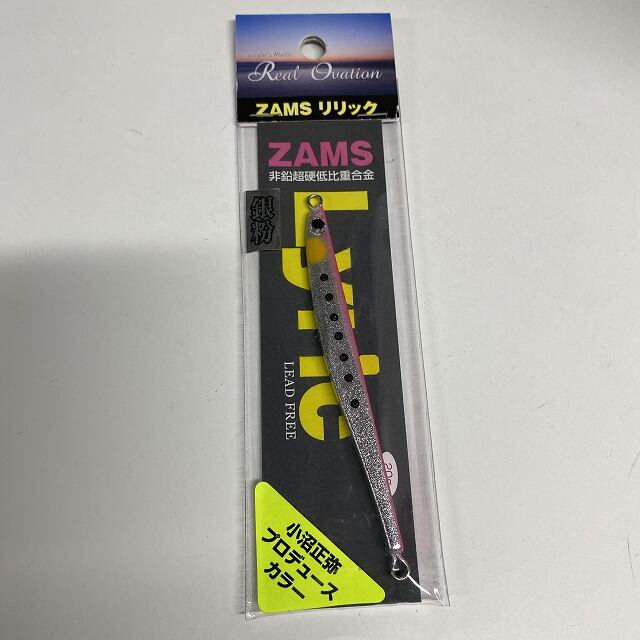 Angler's Works
Real Ovation
ZAMS リリック
ZAMS
非鉛超硬低比重合金
銀粉
Lyric
LEAD FREE
小沼正弥
プロデュース
カラー